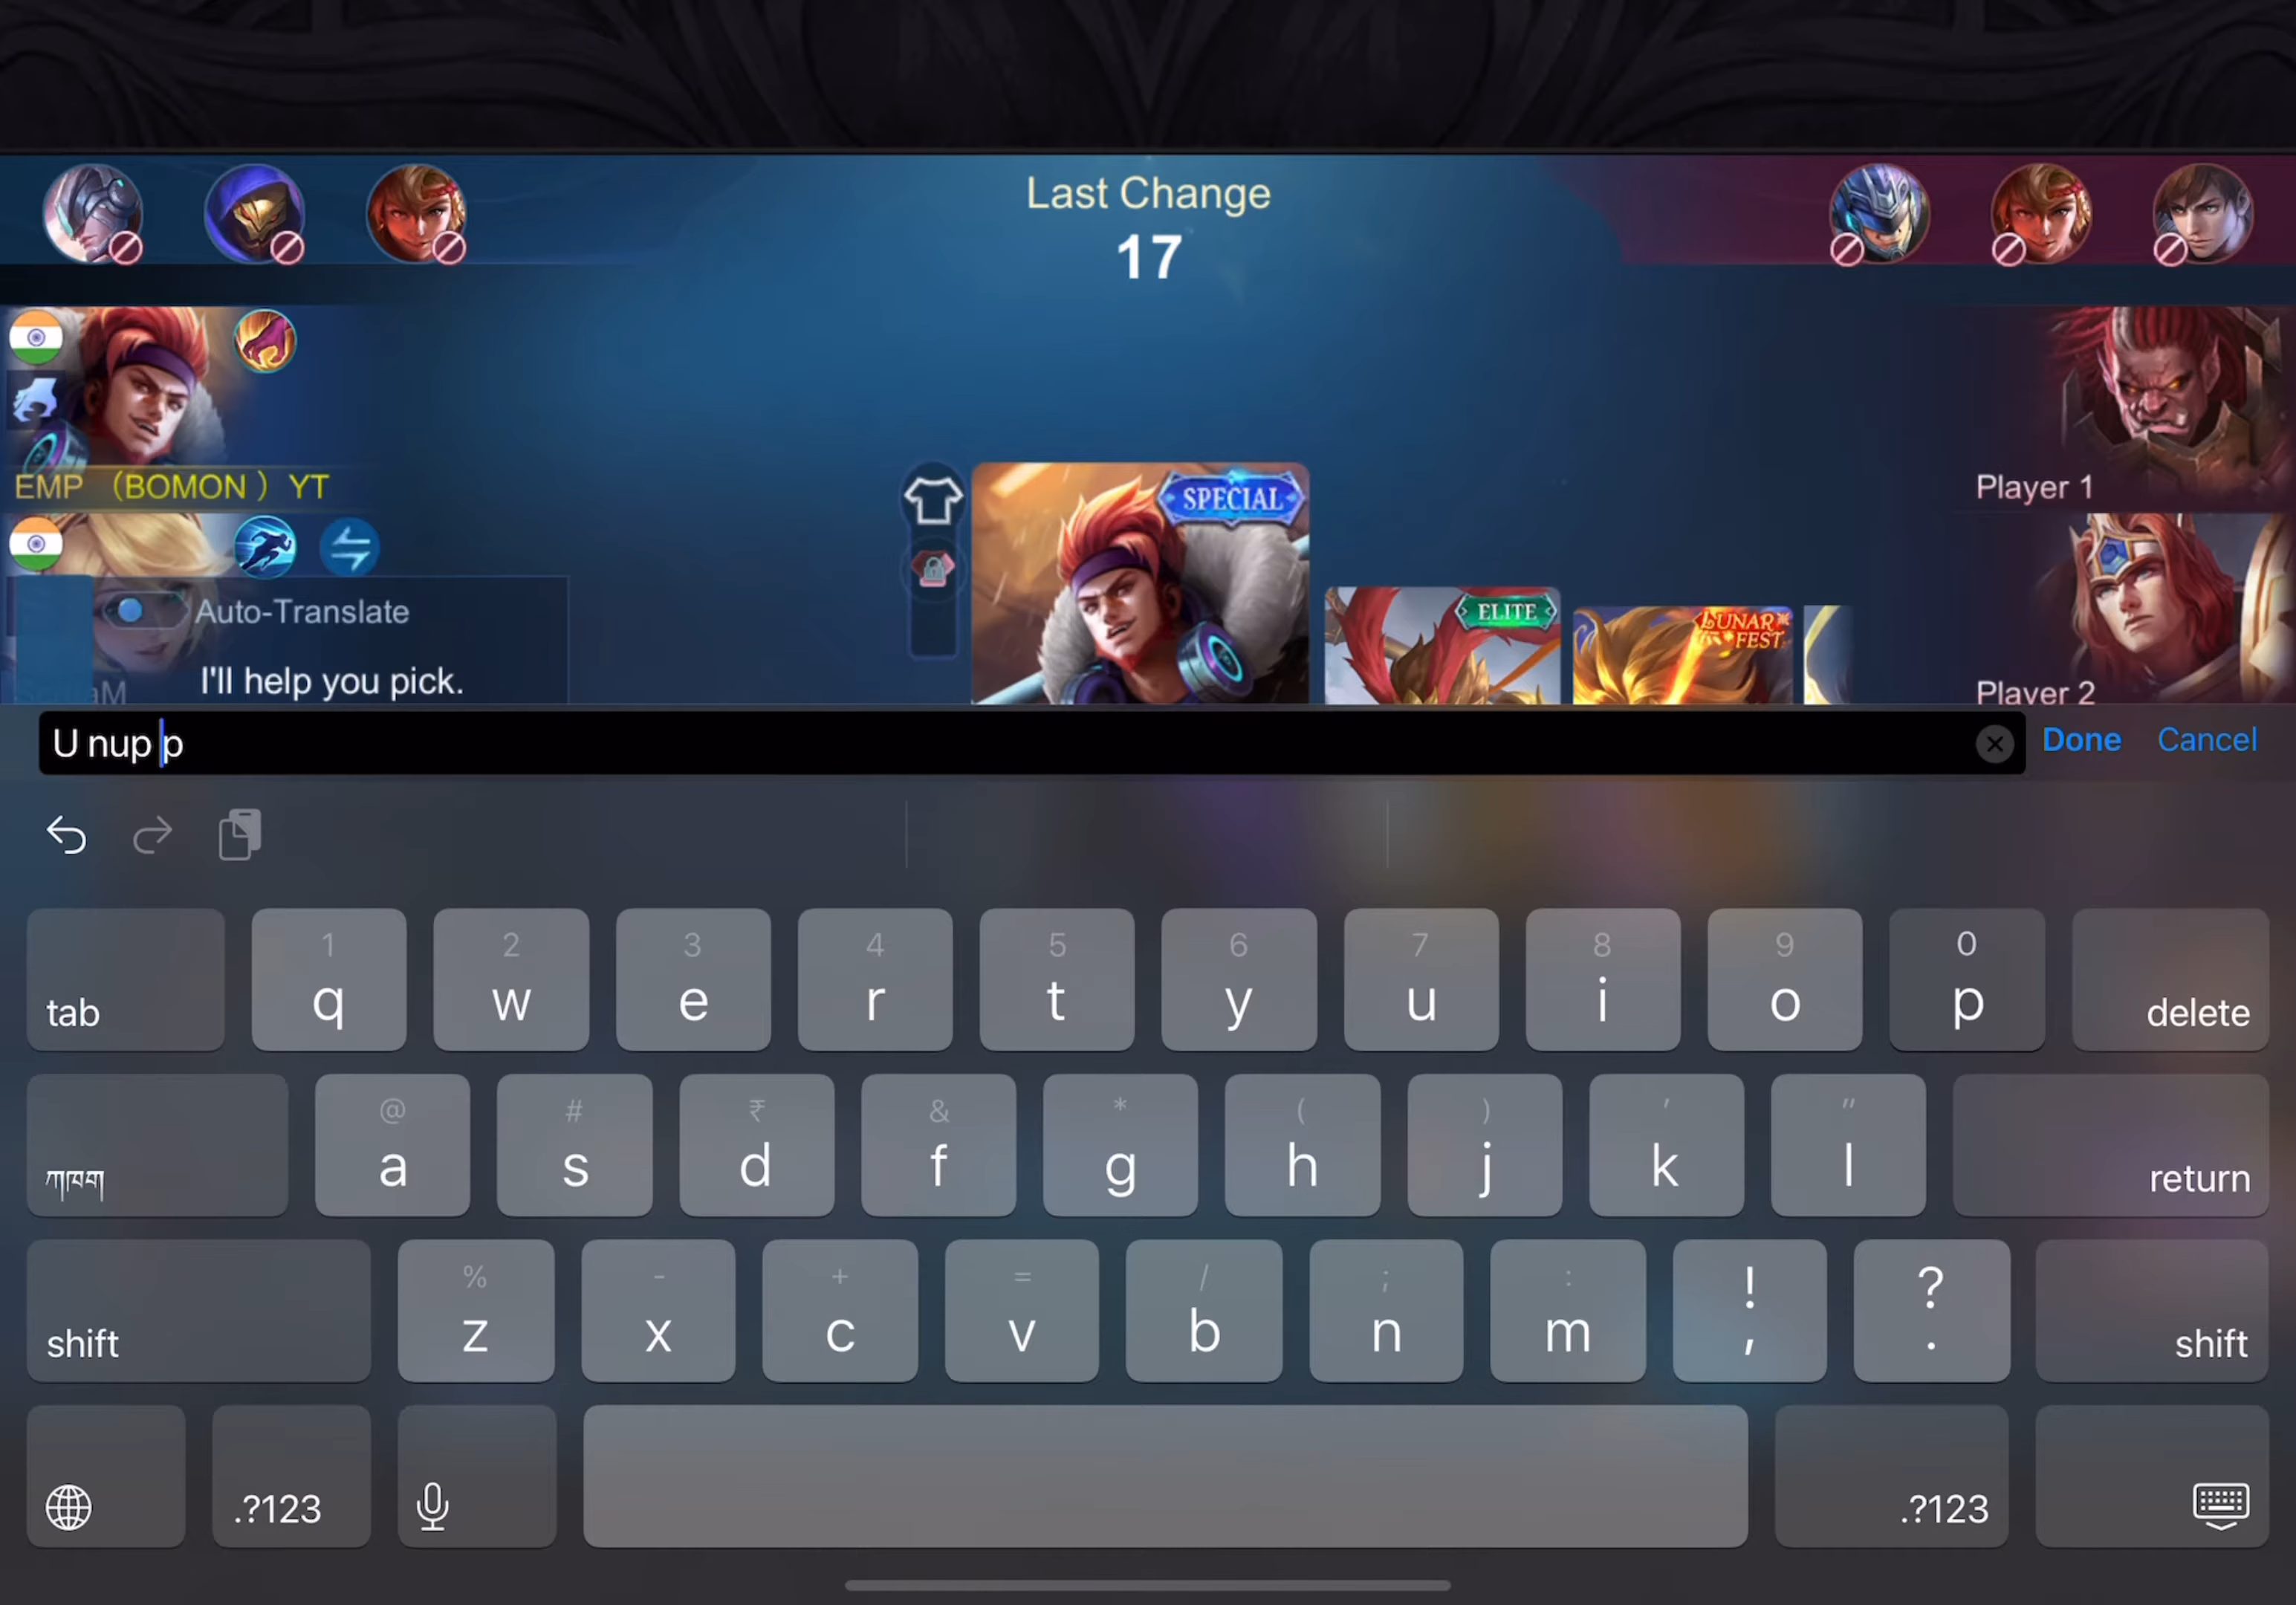 Last Change
17
EMP （BOMON ）YT
Player 1
SPECIAL
ELITE
LUNAR FEST
Auto-Translate
I'll help you pick.
Player 2
U nup p
Done
Cancel
1 2 3 4 5 6 7 8 9 0
tab q w e r t y u i o p delete
@ # ₹ & * ( ) ' "
ཀཁག a s d f g h j k l return
% - + = / ; : ! ?
shift z x c v b n m , . shift
.?123 .?123